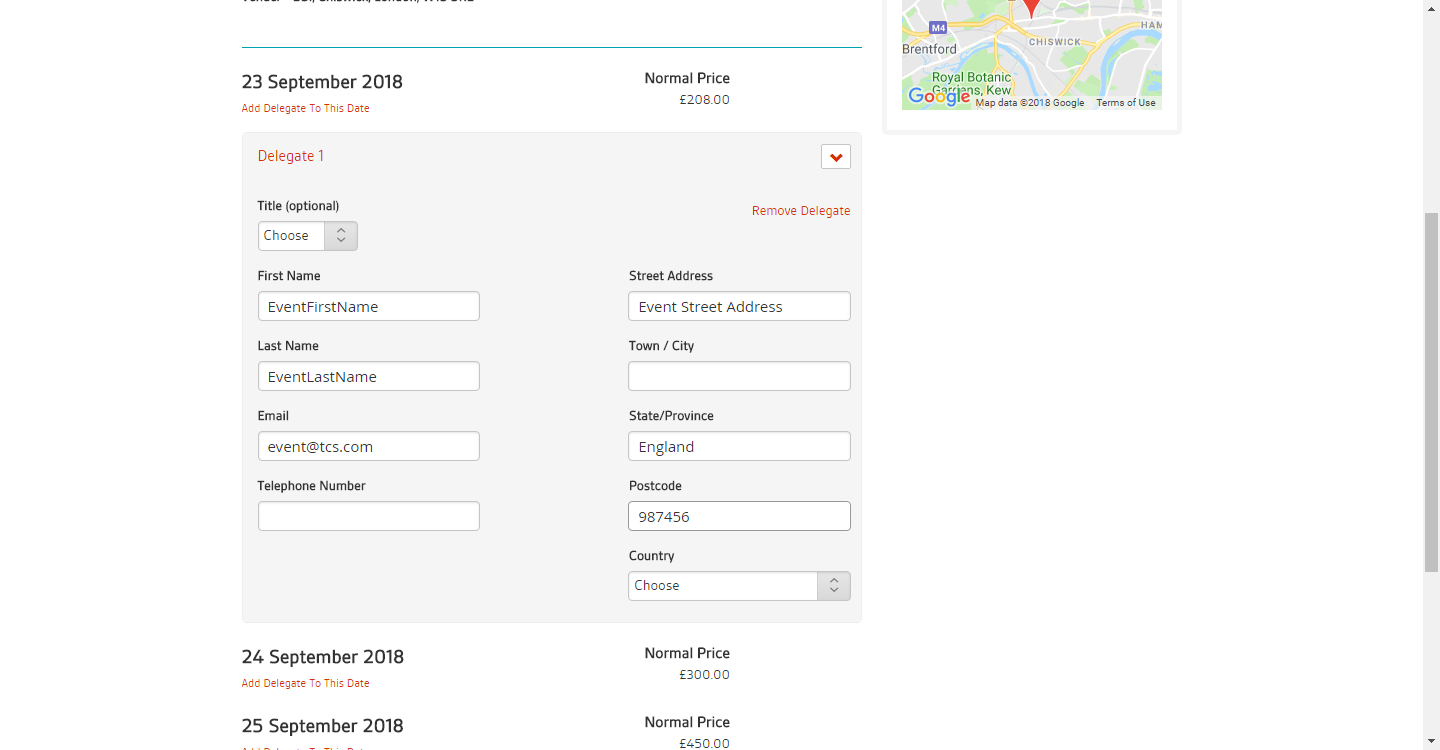 23 September 2018
Normal Price
Add Delegate To This Date
£208.00
Delegate 1
Title (optional)
Remove Delegate
Choose
First Name
Street Address
EventFirstName
Event Street Address
Last Name
Town / City
EventLastName
Email
State/Province
event@tcs.com
England
Telephone Number
Postcode
987456
Country
Choose
24 September 2018
Normal Price
Add Delegate To This Date
£300.00
25 September 2018
Normal Price
£450.00
M4
HAM
CHISWICK
Brentford
Royal Botanic
Gardens, Kew
Google
Map data ©2018 Google
Terms of Use